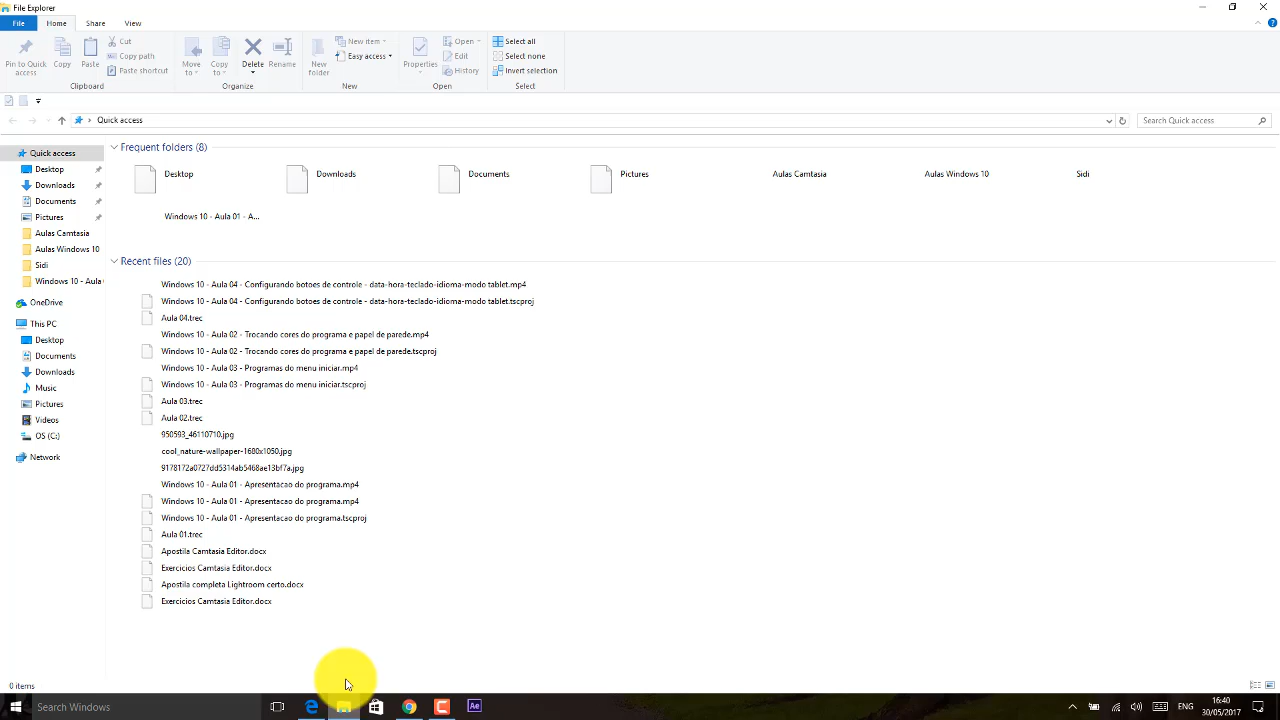 File Explorer
File Home Share View
Pin to Quick access
Copy
Paste
Cut
Copy path
Paste shortcut
Clipboard
Move to
Copy to
Delete
Rename
Organize
New folder
New item
Easy access
New
Properties
Open
Edit
History
Open
Select all
Select none
Invert selection
Select
Quick access
Search Quick access
Quick access
Desktop
Downloads
Documents
Pictures
Aulas Camtasia
Aulas Windows 10
Sidi
Windows 10 - Aula
OneDrive
This PC
Desktop
Documents
Downloads
Music
Pictures
Videos
OS (C:)
Network
Frequent folders (8)
Desktop
Downloads
Documents
Pictures
Aulas Camtasia
Aulas Windows 10
Sidi
Windows 10 - Aula 01 - A...
Recent files (20)
Windows 10 - Aula 04 - Configurando botoes de controle - data-hora-teclado-idioma-modo tablet.mp4
Windows 10 - Aula 04 - Configurando botoes de controle - data-hora-teclado-idioma-modo tablet.tscproj
Aula 04.trec
Windows 10 - Aula 02 - Trocando cores do programa e papel de parede.mp4
Windows 10 - Aula 02 - Trocando cores do programa e papel de parede.tscproj
Windows 10 - Aula 03 - Programas do menu iniciar.mp4
Windows 10 - Aula 03 - Programas do menu iniciar.tscproj
Aula 03.trec
Aula 02.trec
950593_46110710.jpg
cool_nature-wallpaper-1680x1050.jpg
9178172a0727dd5314ab5468ae13bf7a.jpg
Windows 10 - Aula 01 - Apresentacao do programa.mp4
Windows 10 - Aula 01 - Apresentacao do programa.mp4
Windows 10 - Aula 01 - Apresentacao do programa.tscproj
Aula 01.trec
Apostila Camtasia Editor.docx
Exercicios Camtasia Editor.docx
Apostila completa Lightroom certo.docx
Exercicios Camtasia Editor.docx
0 items
Search Windows
Ae
ENG
16:40
30/05/2017